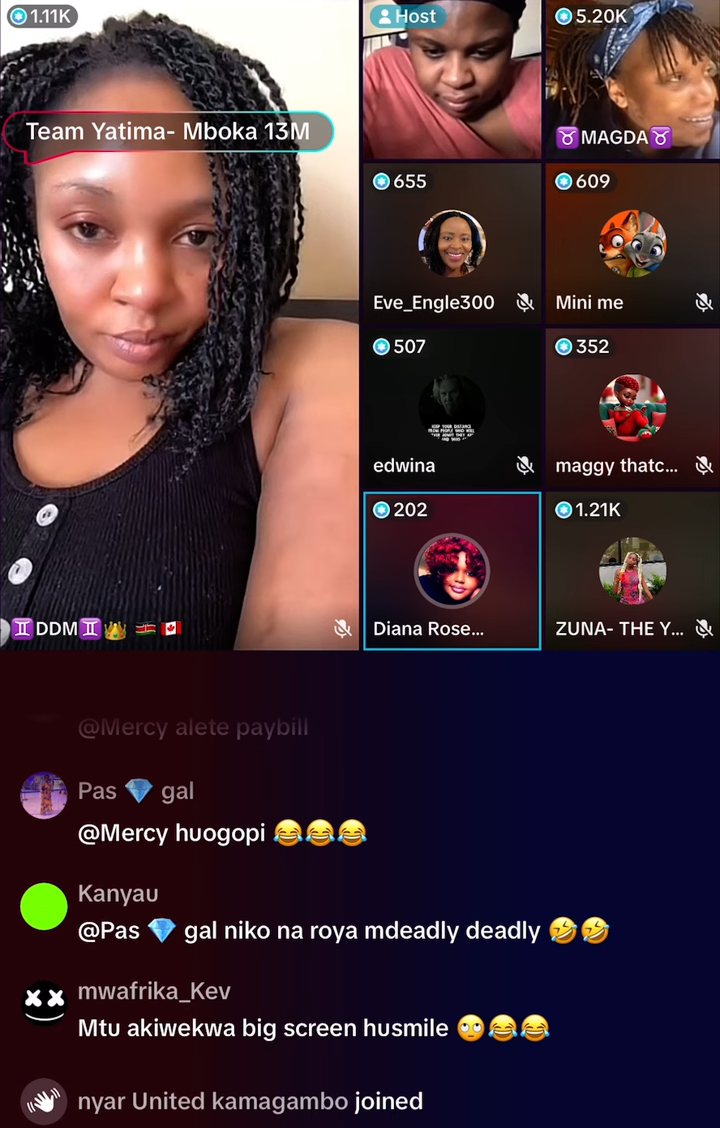 1.11K
Team Yatima- Mboka 13M
♊DDM♊👑 🇰🇪🇨🇦
Host
5.20K
♉MAGDA♉
655
Eve_Engle300
609
Mini me
507
edwina
352
maggy thatc...
202
Diana Rose...
1.21K
ZUNA- THE Y...
@Mercy alete paybill
Pas 💎 gal
@Mercy huogopi 😂😂😂
Kanyau
@Pas 💎 gal niko na roya mdeadly deadly 🤣🤣
mwafrika_Kev
Mtu akiwekwa big screen husmile 🙄😂😂
nyar United kamagambo joined